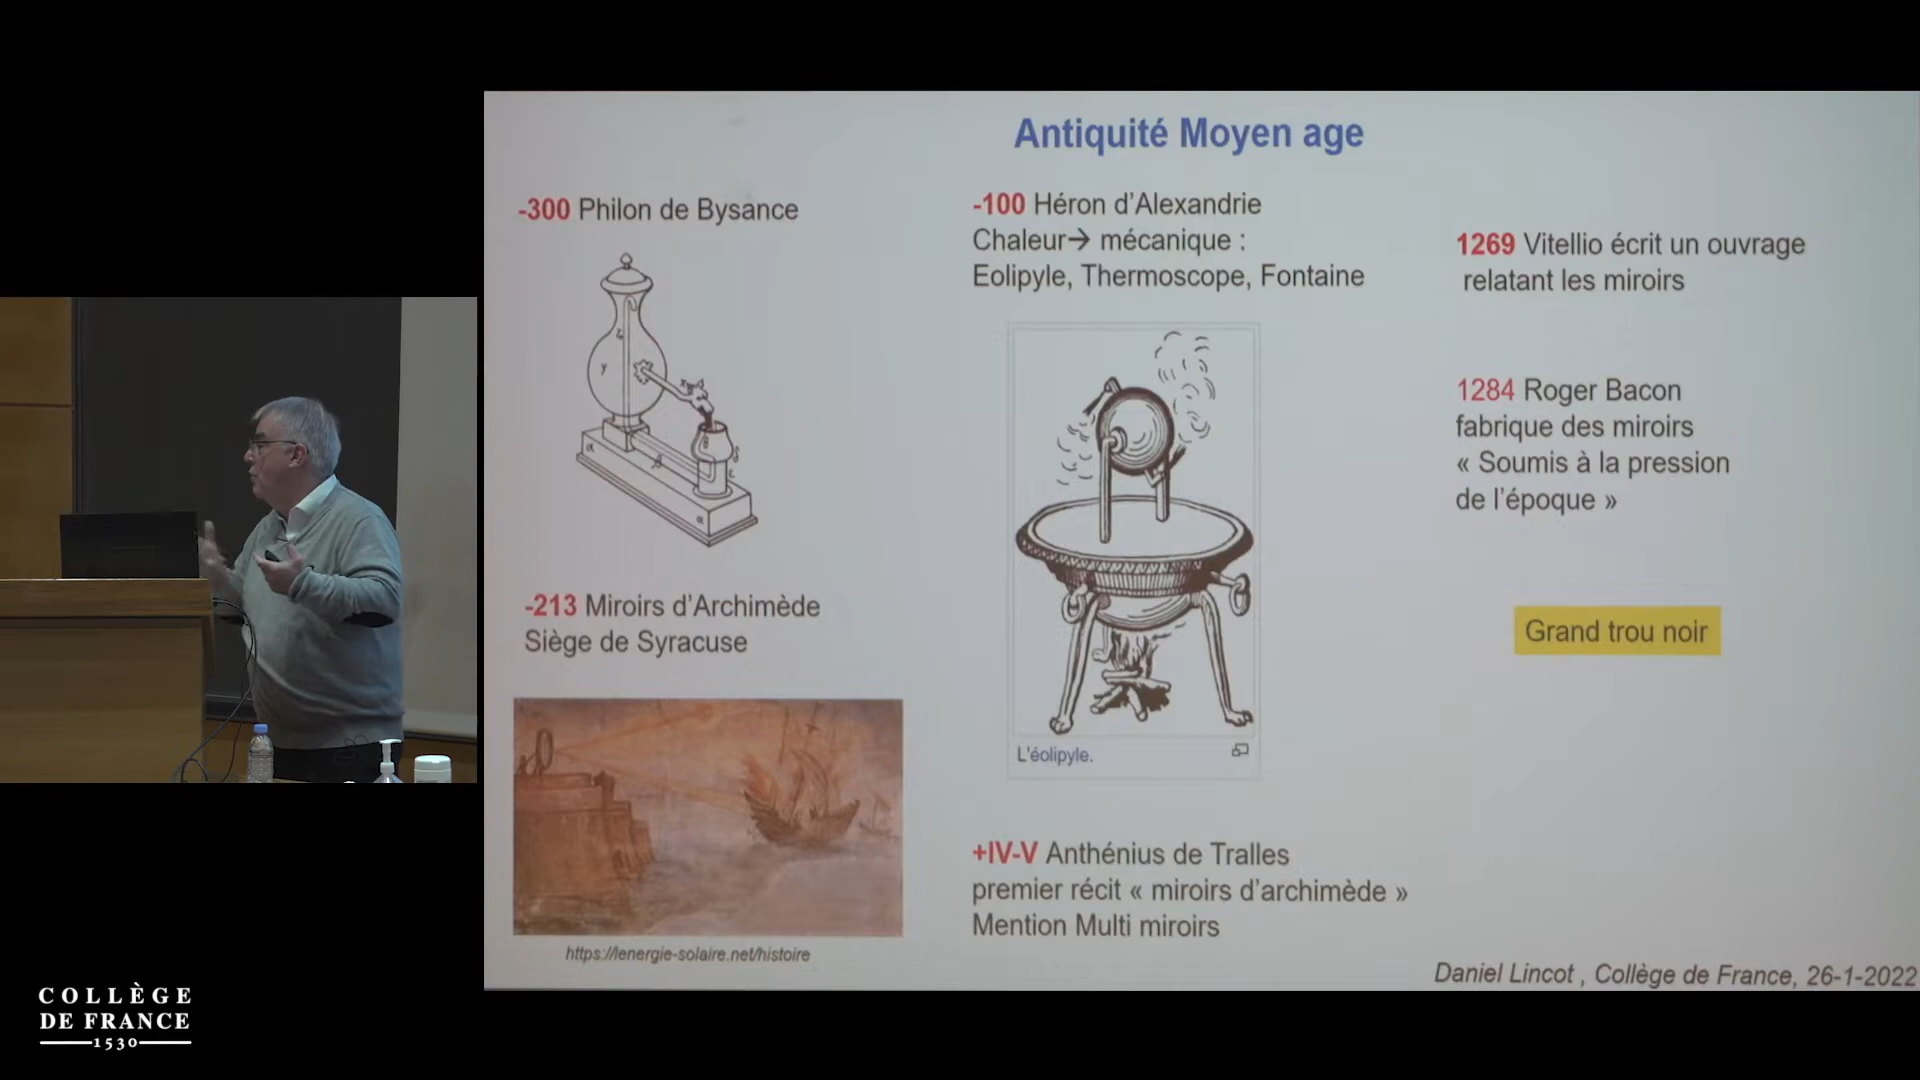 Antiquité Moyen age
-300 Philon de Bysance
-213 Miroirs d'Archimède
Siège de Syracuse
https://lenergie-solaire.net/histoire
-100 Héron d'Alexandrie
Chaleur→ mécanique :
Eolipyle, Thermoscope, Fontaine
L'éolipyle.
+IV-V Anthénius de Tralles
premier récit « miroirs d'archimède »
Mention Multi miroirs
1269 Vitellio écrit un ouvrage
relatant les miroirs
1284 Roger Bacon
fabrique des miroirs
« Soumis à la pression
de l'époque »
Grand trou noir
Daniel Lincot , Collège de France, 26-1-2022
COLLÈGE
DE FRANCE
1530